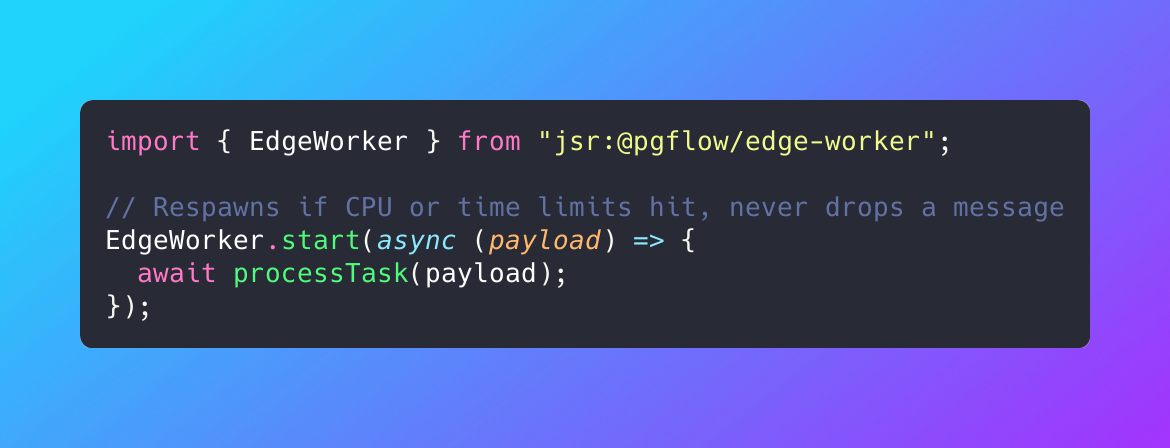 import { EdgeWorker } from "jsr:@pgflow/edge-worker";

// Respawns if CPU or time limits hit, never drops a message
EdgeWorker.start(async (payload) => {
  await processTask(payload);
});